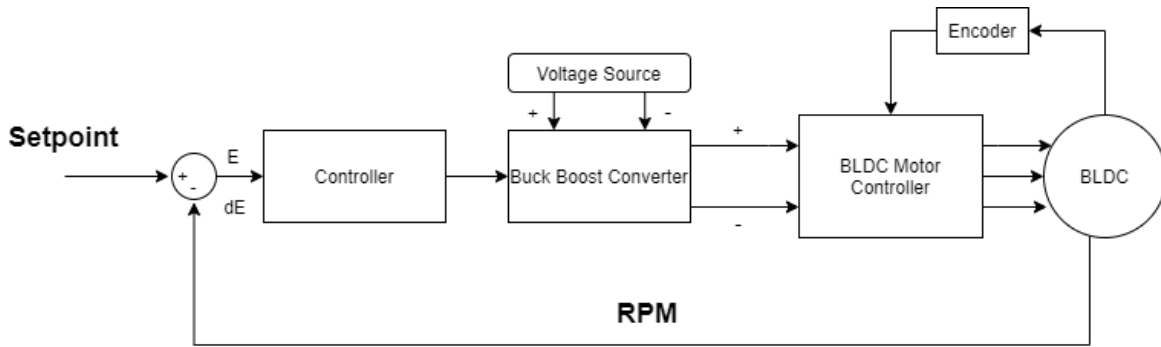 Encoder
Voltage Source
+ -
Setpoint
E
+
+
-
Controller
Buck Boost Converter
BLDC Motor
Controller
BLDC
dE
-
RPM